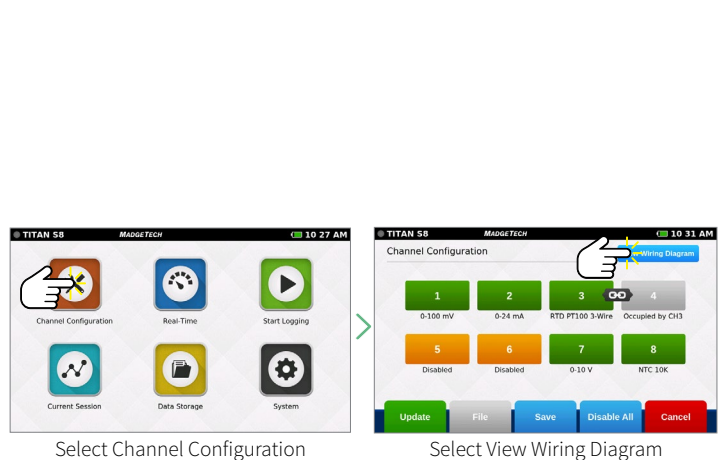 TITAN S8 MADGETECH 10 27 AM
Channel Configuration Real-Time Start Logging
Current Session Data Storage System
Select Channel Configuration
TITAN S8 MADGETECH 10 31 AM
Channel Configuration
Wiring Diagram
1 2 3 4
0-100 mV 0-24 mA RTD PT100 3-Wire Occupied by CH3
5 6 7 8
Disabled Disabled 0-10 V NTC 10K
Update File Save Disable All Cancel
Select View Wiring Diagram